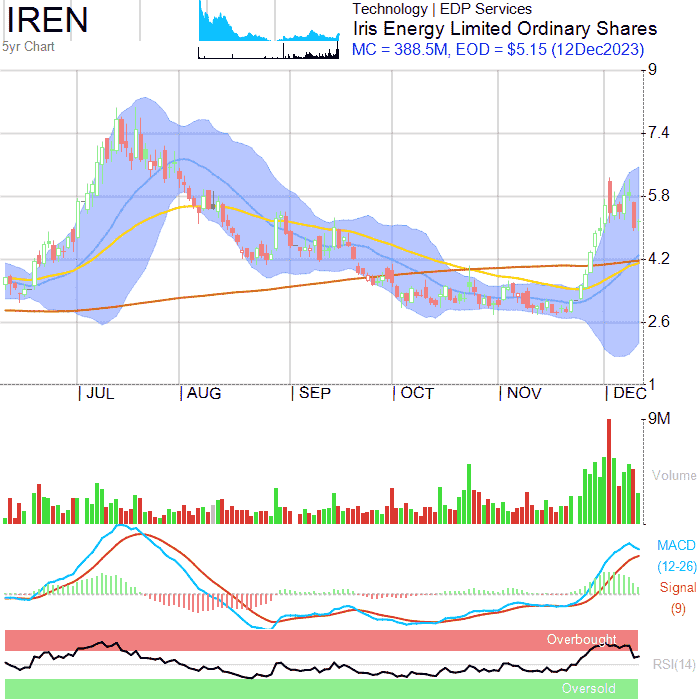 IREN
5yr Chart
Technology | EDP Services
Iris Energy Limited Ordinary Shares
MC = 388.5M, EOD = $5.15 (12Dec2023)
9
7.4
5.8
4.2
2.6
1
| JUL | AUG | SEP | OCT | NOV | DEC
9M
Volume
MACD
(12-26)
Signal
(9)
Overbought
RSI(14)
Oversold